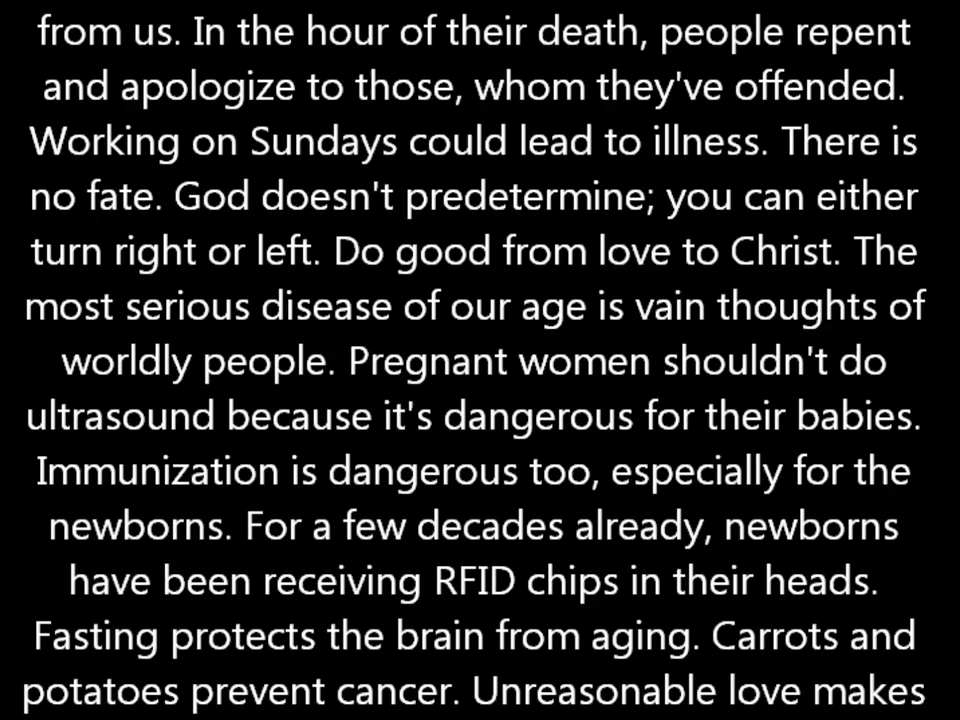 from us. In the hour of their death, people repent
and apologize to those, whom they've offended.
Working on Sundays could lead to illness. There is
no fate. God doesn't predetermine; you can either
turn right or left. Do good from love to Christ. The
most serious disease of our age is vain thoughts of
worldly people. Pregnant women shouldn't do
ultrasound because it's dangerous for their babies.
Immunization is dangerous too, especially for the
newborns. For a few decades already, newborns
have been receiving RFID chips in their heads.
Fasting protects the brain from aging. Carrots and
potatoes prevent cancer. Unreasonable love makes